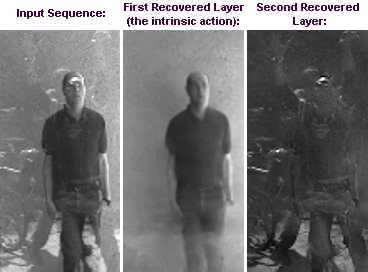 Input Sequence:
First Recovered Layer
(the intrinsic action):
Second Recovered
Layer: